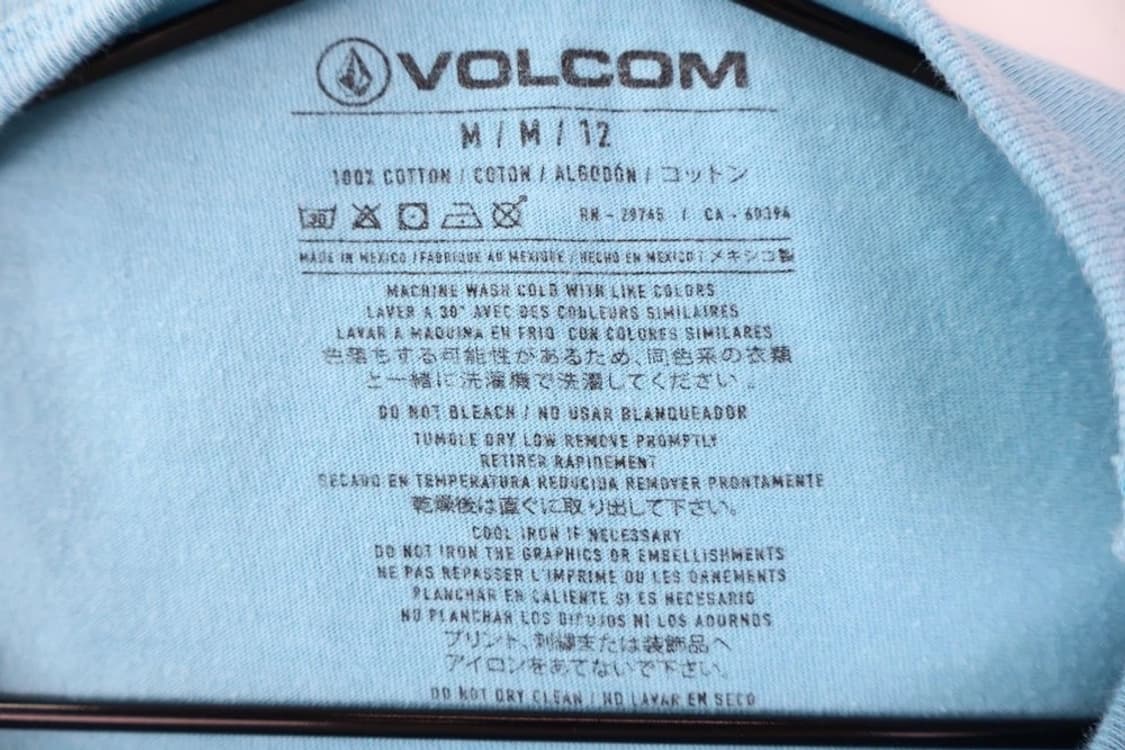 VOLCOM
M / M / 12
100% COTTON / COTON / ALGODÓN / コットン
30 RN - 29765 / CA - 60394
MADE IN MEXICO / FABRIQUE AU MEXIQUE / HECHO EN MEXICO / メキシコ製
MACHINE WASH COLD WITH LIKE COLORS
LAVER A 30° AVEC DES COULEURS SIMILAIRES
LAVAR A MAQUINA EN FRIO CON COLORES SIMILARES
色落ちする可能性があるため、同色系の衣類
と一緒に洗濯機で洗濯してください。
DO NOT BLEACH / NO USAR BLANQUEADOR
TUMBLE DRY LOW REMOVE PROMPTLY
RETIRER RAPIDEMENT
SECADO EN TEMPERATURA REDUCIDA REMOVER PRONTAMENTE
乾燥後は直ぐに取り出して下さい。
COOL IRON IF NECESSARY
DO NOT IRON THE GRAPHICS OR EMBELLISHMENTS
NE PAS REPASSER L'IMPRIME OU LES ORNEMENTS
PLANCHAR EN CALIENTE SI ES NECESARIO
NO PLANCHAR LOS DIBUJOS NI LOS ADORNOS
プリント、刺繍または装飾品へ
アイロンをあてないで下さい。
DO NOT DRY CLEAN / NO LAVAR EN SECO